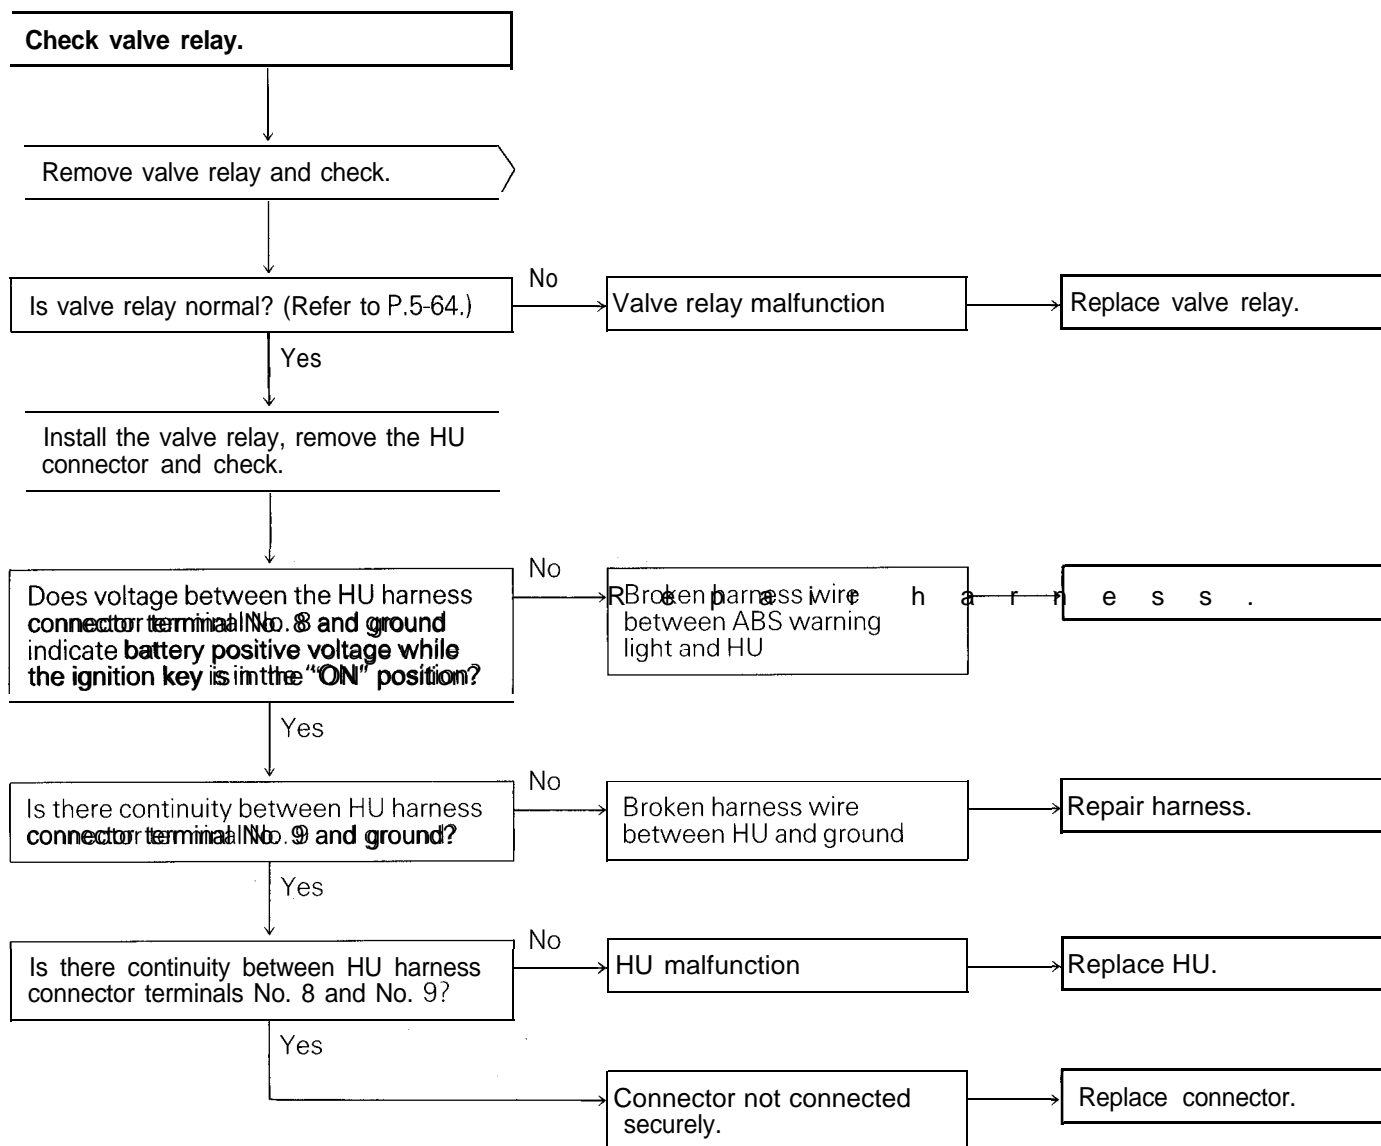 Check valve relay.
Remove valve relay and check.
Is valve relay normal? (Refer to P.5-64.)
No
Valve relay malfunction
Replace valve relay.
Yes
Install the valve relay, remove the HU
connector and check.
Does voltage between the HU harness
connector terminal No. 8 and ground
indicate battery positive voltage while
the ignition key is in the "ON" position?
No
Broken harness wire
between ABS warning
light and HU
Repair harness.
Yes
Is there continuity between HU harness
connector terminal No. 9 and ground?
No
Broken harness wire
between HU and ground
Repair harness.
Yes
Is there continuity between HU harness
connector terminals No. 8 and No. 9?
No
HU malfunction
Replace HU.
Yes
Connector not connected
securely.
Replace connector.